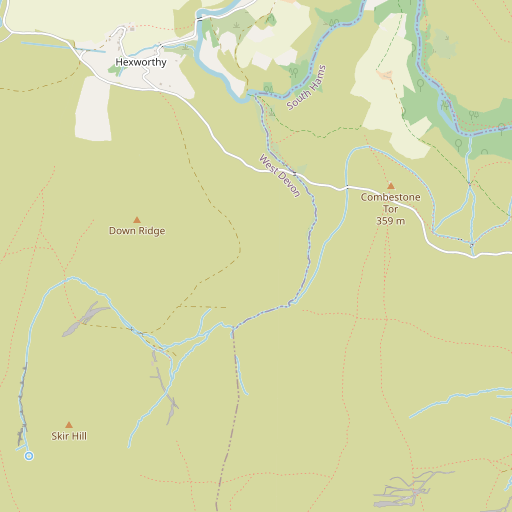 Hexworthy
South Hams
West Devon
Combestone
Tor
359 m
Down Ridge
Skir Hill